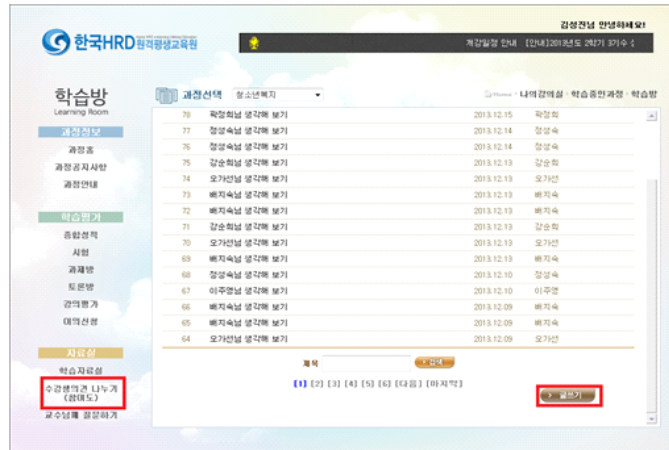 김성진님 안녕하세요!
한국HRD 원격평생교육원
개강일정 안내 [안내]2013년도 2학기 3기수
학습방
Learning Room
과정선택 청소년복지
Home 나의강의실 학습중인과정 학습방
과정정보
과정홈
과정공지사항
과정안내
학습평가
종합성적
시험
과제방
토론방
강의평가
이의신청
자료실
학습자료실
수강생의견 나누기
(참여도)
교수님께 질문하기
78 곽정희님 생각해 보기 2013.12.15 곽정희
77 정성숙님 생각해 보기 2013.12.14 정성숙
76 정성숙님 생각해 보기 2013.12.14 정성숙
75 강순희님 생각해 보기 2013.12.13 강순희
74 오가선님 생각해 보기 2013.12.13 오가선
73 배지숙님 생각해 보기 2013.12.13 배지숙
72 배지숙님 생각해 보기 2013.12.13 배지숙
71 강순희님 생각해 보기 2013.12.13 강순희
70 오가선님 생각해 보기 2013.12.13 오가선
69 배지숙님 생각해 보기 2013.12.13 배지숙
68 정성숙님 생각해 보기 2013.12.10 정성숙
67 이주영님 생각해 보기 2013.12.10 이주영
66 배지숙님 생각해 보기 2013.12.09 배지숙
65 배지숙님 생각해 보기 2013.12.09 배지숙
64 오가선님 생각해 보기 2013.12.09 오가선
제목 검색
[1] [2] [3] [4] [5] [6] [다음] [마지막]
글쓰기